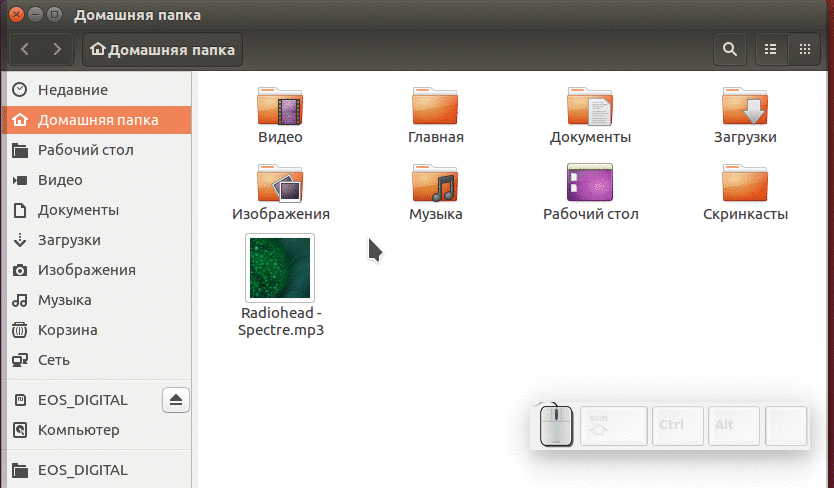 Домашняя папка
Домашняя папка
Недавние
Домашняя папка
Рабочий стол
Видео
Документы
Загрузки
Изображения
Музыка
Корзина
Сеть
EOS_DIGITAL
Компьютер
EOS_DIGITAL
Видео
Главная
Документы
Загрузки
Изображения
Музыка
Рабочий стол
Скринкасты
Radiohead -
Spectre.mp3
Shift
Ctrl
Alt